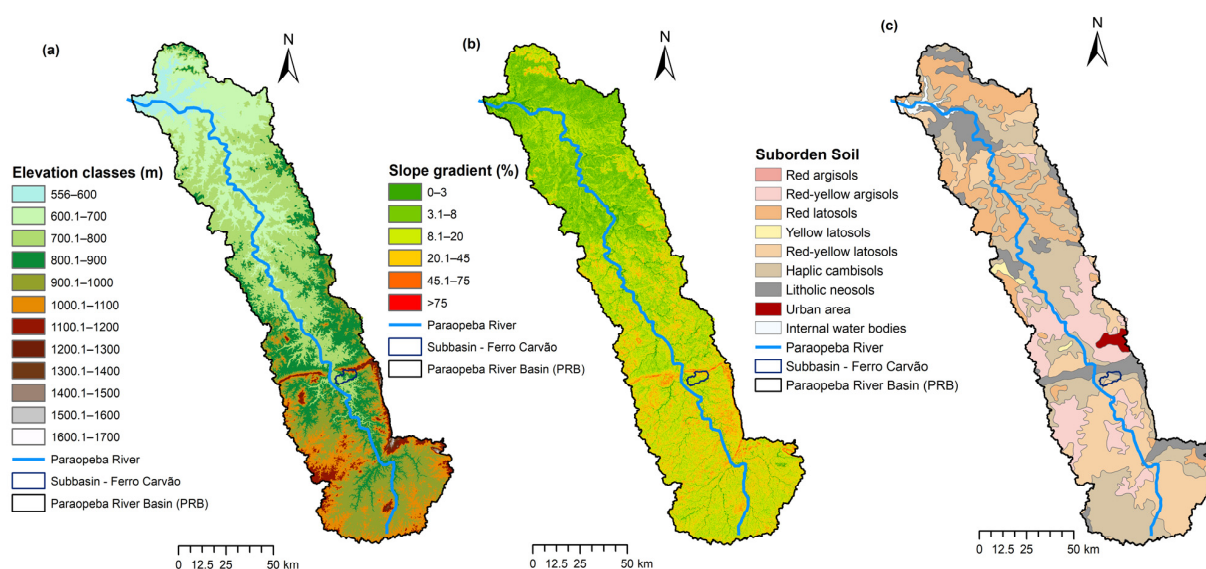 (a)
N
Elevation classes (m)
556–600
600.1–700
700.1–800
800.1–900
900.1–1000
1000.1–1100
1100.1–1200
1200.1–1300
1300.1–1400
1400.1–1500
1500.1–1600
1600.1–1700
Paraopeba River
Subbasin - Ferro Carvão
Paraopeba River Basin (PRB)
0 12.5 25 50 km
(b)
N
Slope gradient (%)
0–3
3.1–8
8.1–20
20.1–45
45.1–75
>75
Paraopeba River
Subbasin - Ferro Carvão
Paraopeba River Basin (PRB)
0 12.5 25 50 km
(c)
N
Suborden Soil
Red argisols
Red-yellow argisols
Red latosols
Yellow latosols
Red-yellow latosols
Haplic cambisols
Litholic neosols
Urban area
Internal water bodies
Paraopeba River
Subbasin - Ferro Carvão
Paraopeba River Basin (PRB)
0 12.5 25 50 km